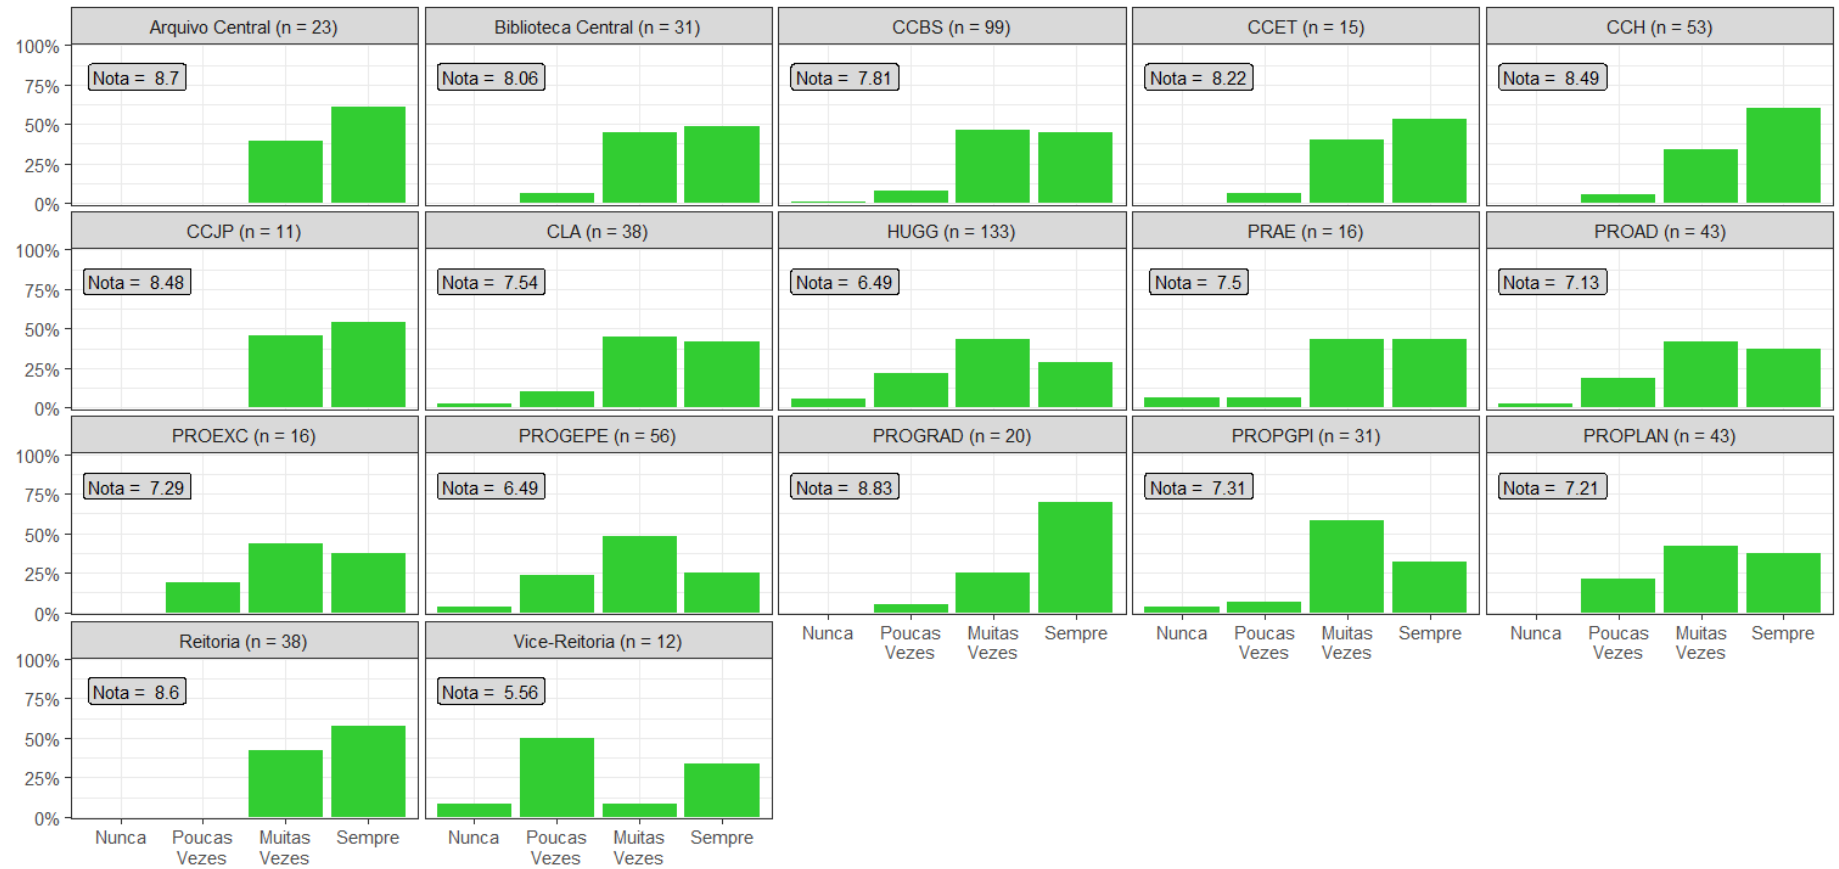 Arquivo Central (n = 23)
Biblioteca Central (n = 31)
CCBS (n = 99)
CCET (n = 15)
CCH (n = 53)
100%
75%
50%
25%
0%
Nota = 8.7
Nota = 8.06
Nota = 7.81
Nota = 8.22
Nota = 8.49
CCJP (n = 11)
CLA (n = 38)
HUGG (n = 133)
PRAE (n = 16)
PROAD (n = 43)
100%
75%
50%
25%
0%
Nota = 8.48
Nota = 7.54
Nota = 6.49
Nota = 7.5
Nota = 7.13
PROEXC (n = 16)
PROGEPE (n = 56)
PROGRAD (n = 20)
PROPGPI (n = 31)
PROPLAN (n = 43)
100%
75%
50%
25%
0%
Nota = 7.29
Nota = 6.49
Nota = 8.83
Nota = 7.31
Nota = 7.21
Nunca
Poucas
Vezes
Muitas
Vezes
Sempre
Nunca
Poucas
Vezes
Muitas
Vezes
Sempre
Nunca
Poucas
Vezes
Muitas
Vezes
Sempre
Reitoria (n = 38)
Vice-Reitoria (n = 12)
100%
75%
50%
25%
0%
Nota = 8.6
Nota = 5.56
Nunca
Poucas
Vezes
Muitas
Vezes
Sempre
Nunca
Poucas
Vezes
Muitas
Vezes
Sempre